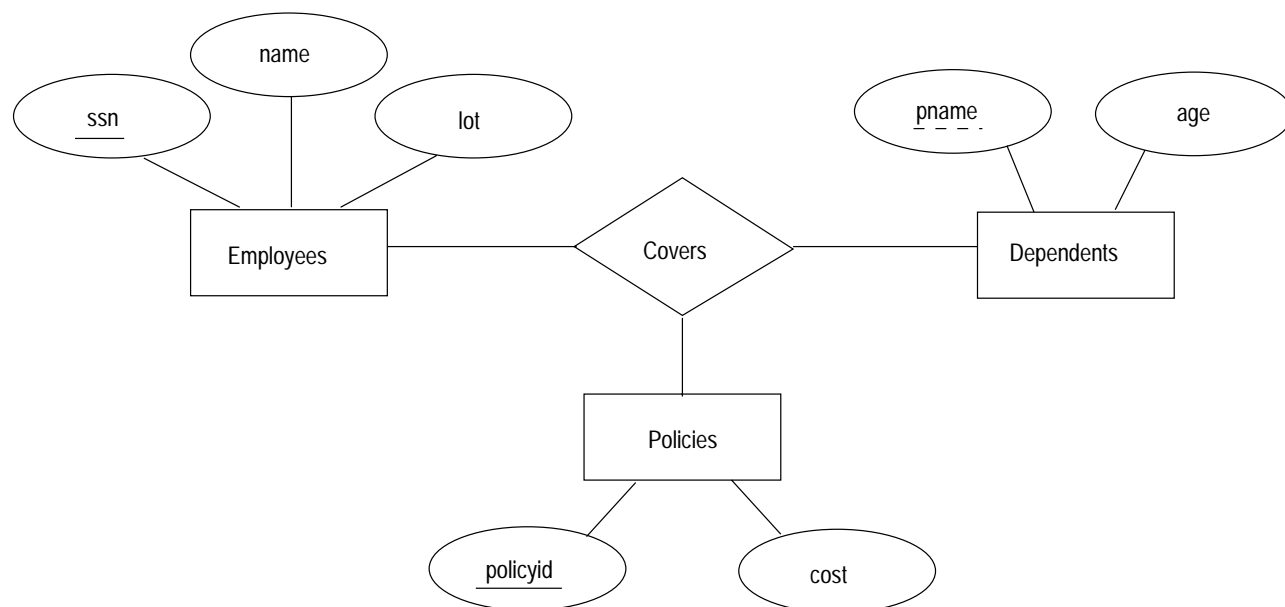 name
ssn
lot
pname
age
Employees
Covers
Dependents
Policies
policyid
cost